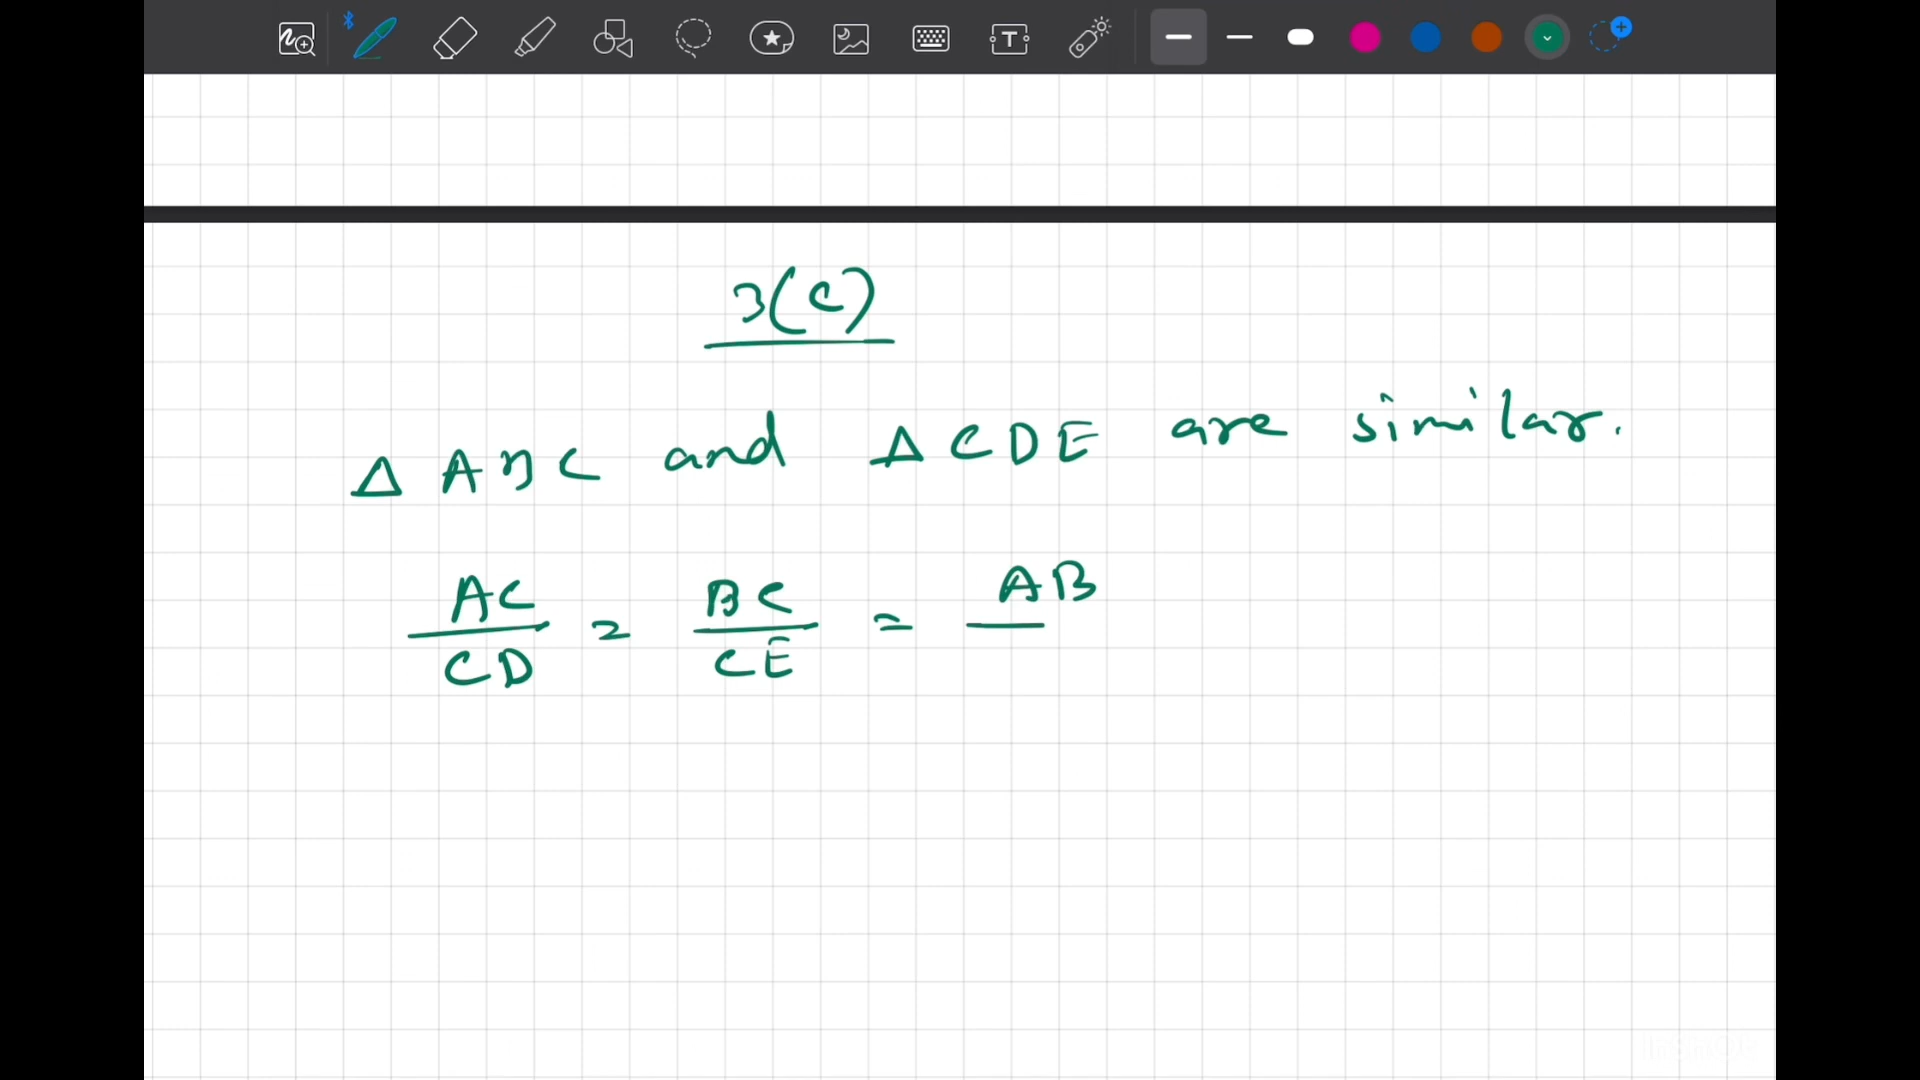 3(C)
Δ ABC and Δ CDE are similar.
AC/CD = BC/CE = AB/